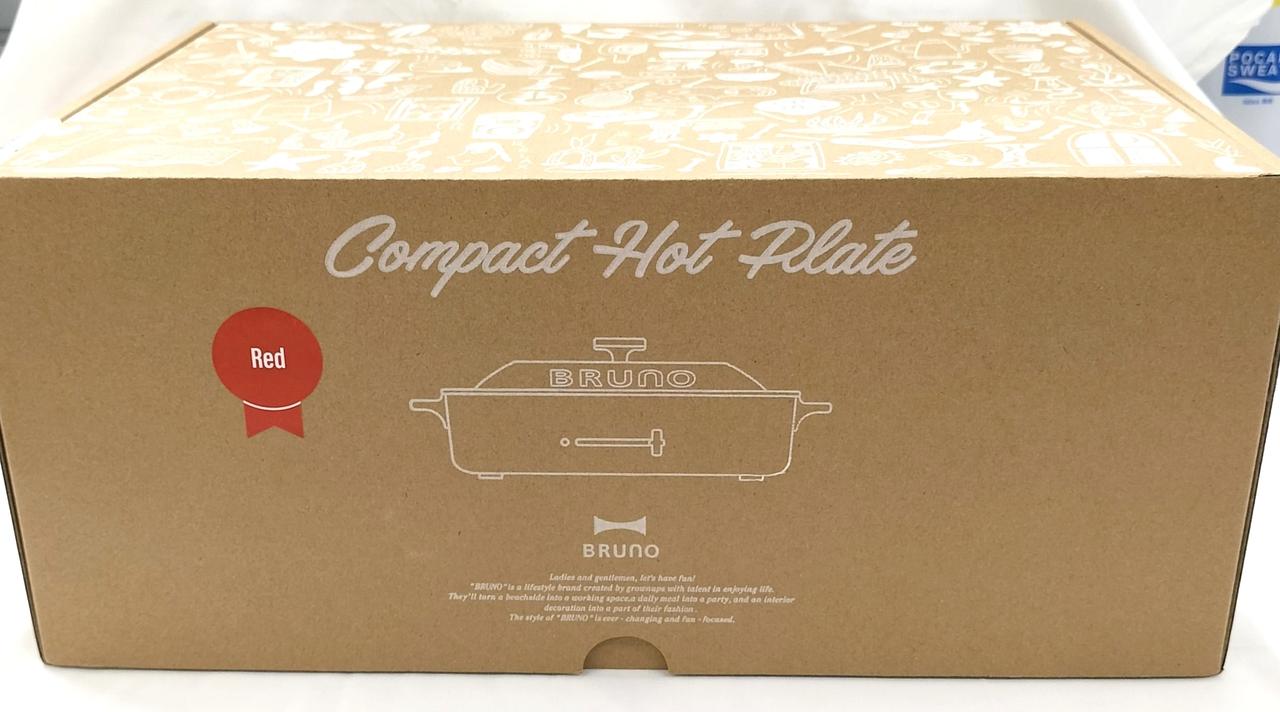 POCA
SWEA
Compact Hot Plate
Red
BRUNO
BRUNO
Ladies and gentlemen, let's have fun!
"BRUNO" is a lifestyle brand created by grownups with talent in enjoying life.
They'll turn a beachside into a working space,a daily meal into a party, and an interior
decoration into a part of their fashion.
The style of "BRUNO" is ever - changing and fun - focused.